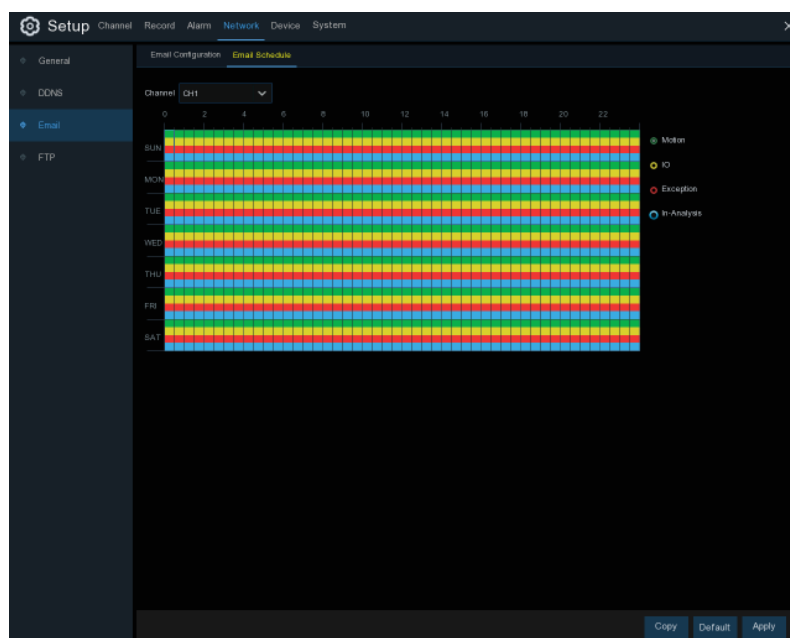 Setup Channel Record Alarm Network Device System
General
DDNS
Email
FTP
Email Configuration Email Schedule
Channel CH1
0 2 4 6 8 10 12 14 16 18 20 22
SUN
MON
TUE
WED
THU
FRI
SAT
Motion
IO
Exception
In-Analysis
Copy Default Apply